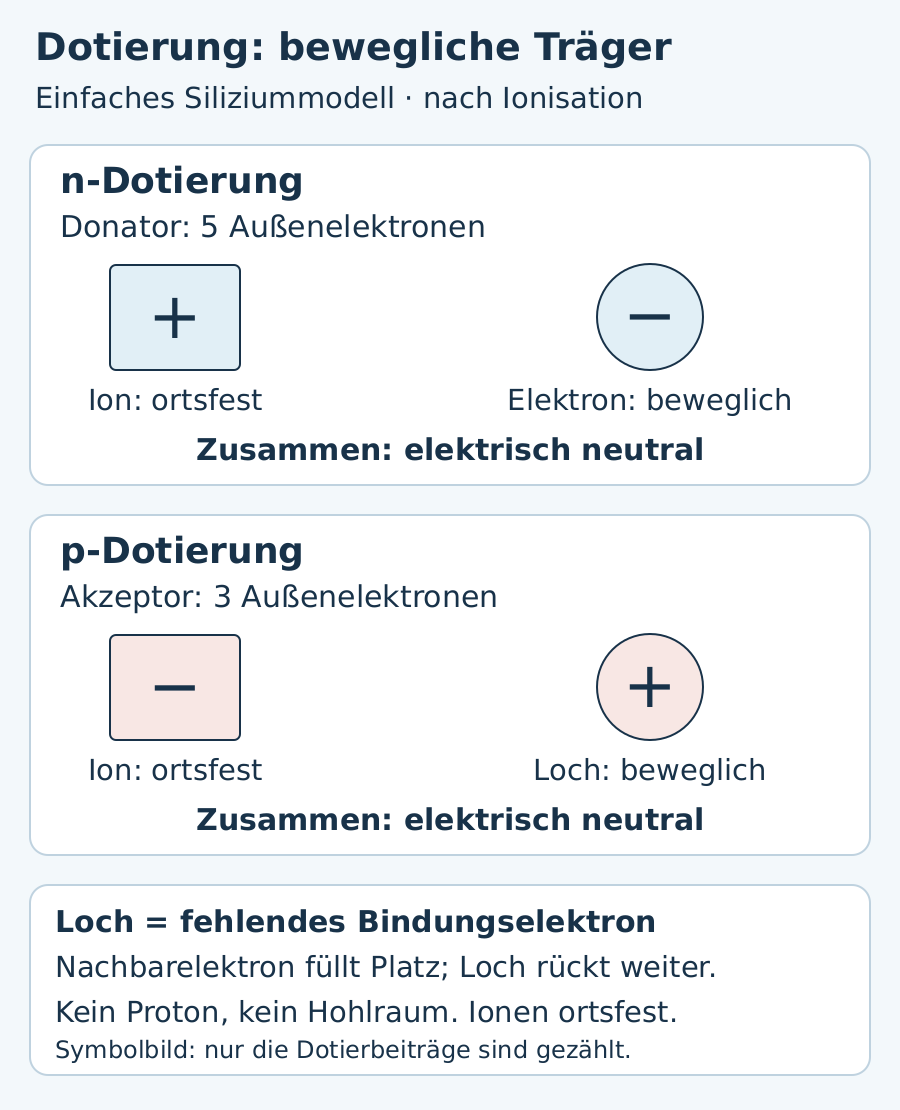 Dotierung: bewegliche Träger
Einfaches Siliziummodell · nach Ionisation
n-Dotierung
Donator: 5 Außenelektronen
+
−
Ion: ortsfest
Elektron: beweglich
Zusammen: elektrisch neutral
p-Dotierung
Akzeptor: 3 Außenelektronen
−
+
Ion: ortsfest
Loch: beweglich
Zusammen: elektrisch neutral
Loch = fehlendes Bindungselektron
Nachbarelektron füllt Platz; Loch rückt weiter.
Kein Proton, kein Hohlraum. Ionen ortsfest.
Symbolbild: nur die Dotierbeiträge sind gezählt.